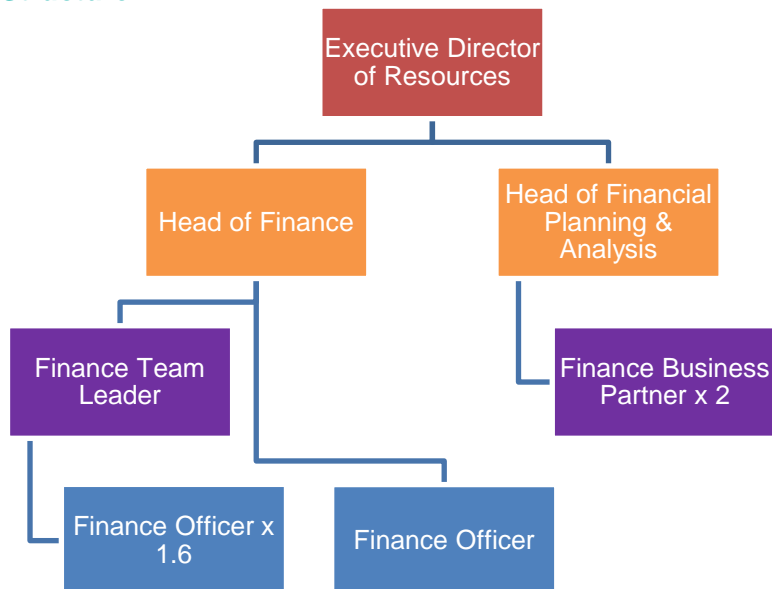 Executive Director
of Resources
Head of Finance
Head of Financial
Planning &
Analysis
Finance Team
Leader
Finance Business
Partner x 2
Finance Officer x
1.6
Finance Officer